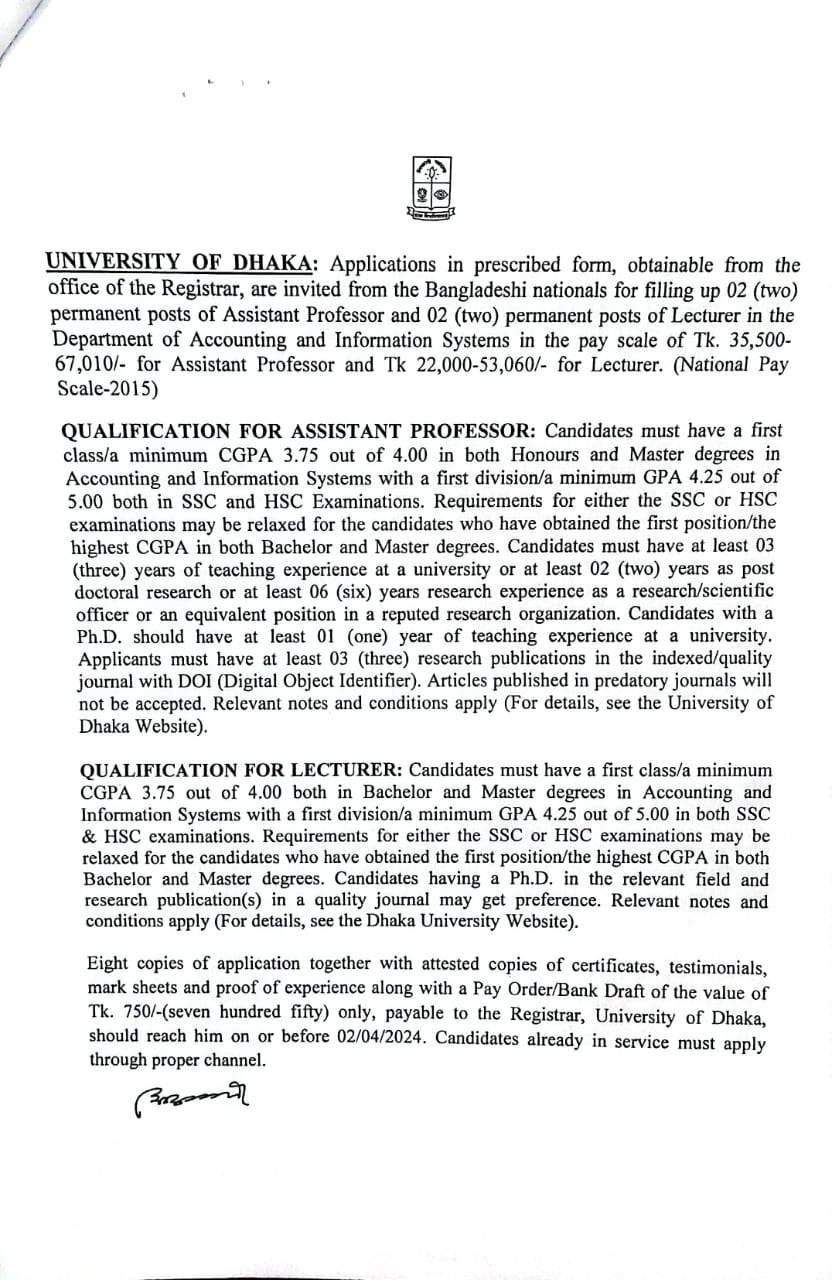 UNIVERSITY OF DHAKA: Applications in prescribed form, obtainable from the
office of the Registrar, are invited from the Bangladeshi nationals for filling up 02 (two)
permanent posts of Assistant Professor and 02 (two) permanent posts of Lecturer in the
Department of Accounting and Information Systems in the pay scale of Tk. 35,500-
67,010/- for Assistant Professor and Tk 22,000-53,060/- for Lecturer. (National Pay
Scale-2015)
QUALIFICATION FOR ASSISTANT PROFESSOR: Candidates must have a first
class/a minimum CGPA 3.75 out of 4.00 in both Honours and Master degrees in
Accounting and Information Systems with a first division/a minimum GPA 4.25 out of
5.00 both in SSC and HSC Examinations. Requirements for either the SSC or HSC
examinations may be relaxed for the candidates who have obtained the first position/the
highest CGPA in both Bachelor and Master degrees. Candidates must have at least 03
(three) years of teaching experience at a university or at least 02 (two) years as post
doctoral research or at least 06 (six) years research experience as a research/scientific
officer or an equivalent position in a reputed research organization. Candidates with a
Ph.D. should have at least 01 (one) year of teaching experience at a university.
Applicants must have at least 03 (three) research publications in the indexed/quality
journal with DOI (Digital Object Identifier). Articles published in predatory journals will
not be accepted. Relevant notes and conditions apply (For details, see the University of
Dhaka Website).
QUALIFICATION FOR LECTURER: Candidates must have a first class/a minimum
CGPA 3.75 out of 4.00 both in Bachelor and Master degrees in Accounting and
Information Systems with a first division/a minimum GPA 4.25 out of 5.00 in both SSC
& HSC examinations. Requirements for either the SSC or HSC examinations may be
relaxed for the candidates who have obtained the first position/the highest CGPA in both
Bachelor and Master degrees. Candidates having a Ph.D. in the relevant field and
research publication(s) in a quality journal may get preference. Relevant notes and
conditions apply (For details, see the Dhaka University Website).
Eight copies of application together with attested copies of certificates, testimonials,
mark sheets and proof of experience along with a Pay Order/Bank Draft of the value of
Tk. 750/-(seven hundred fifty) only, payable to the Registrar, University of Dhaka,
should reach him on or before 02/04/2024. Candidates already in service must apply
through proper channel.